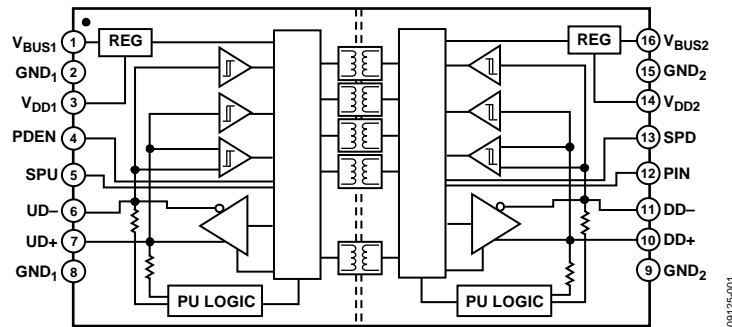 VBUS1 1 REG REG 16 VBUS2
GND1 2 15 GND2
VDD1 3 14 VDD2
PDEN 4 13 SPD
SPU 5 12 PIN
UD– 6 11 DD–
UD+ 7 10 DD+
GND1 8 9 GND2
PU LOGIC PU LOGIC
09125-001